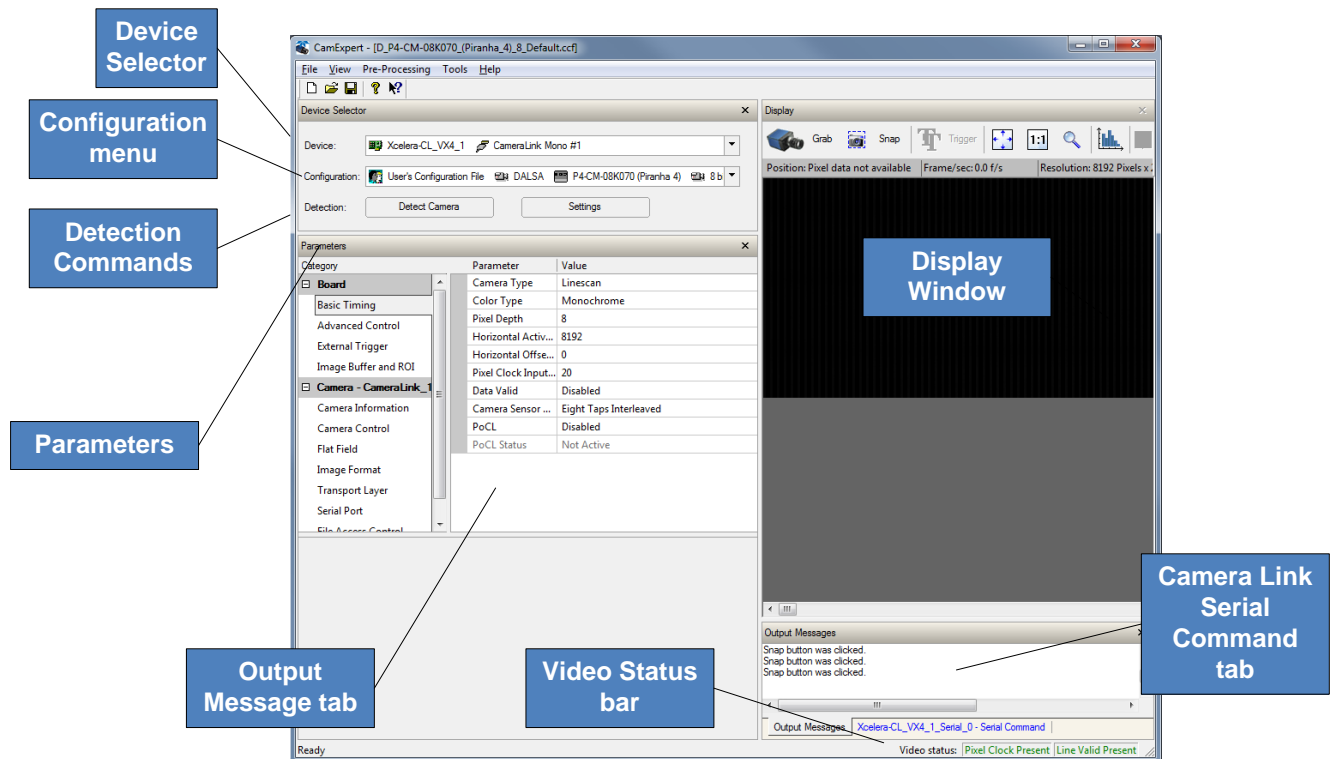 Device
Selector
Configuration
menu
Detection
Commands
Parameters
CamExpert - [D_P4-CM-08K070_(Piranha_4)_8_Default.ccf]
File View Pre-Processing Tools Help
Device Selector
Device: Xcelera-CL_VX4_1 CameraLink Mono #1
Configuration: User's Configuration File DALSA P4-CM-08K070 (Piranha 4) 8 b
Detection: Detect Camera Settings
Parameters
Category Parameter Value
Board
Basic Timing
Advanced Control
External Trigger
Image Buffer and ROI
Camera - CameraLink_1
Camera Information
Camera Control
Flat Field
Image Format
Transport Layer
Serial Port
File Access Control
Camera Type Linescan
Color Type Monochrome
Pixel Depth 8
Horizontal Activ... 8192
Horizontal Offse... 0
Pixel Clock Input... 20
Data Valid Disabled
Camera Sensor ... Eight Taps Interleaved
PoCL Disabled
PoCL Status Not Active
Display
Grab Snap Trigger 1:1
Position: Pixel data not available Frame/sec: 0.0 f/s Resolution: 8192 Pixels x
Display
Window
Camera Link
Serial
Command
tab
Output
Message tab
Video Status
bar
Output Messages
Snap button was clicked.
Snap button was clicked.
Snap button was clicked.
Output Messages Xcelera-CL_VX4_1_Serial_0 - Serial Command
Ready
Video status: Pixel Clock Present Line Valid Present